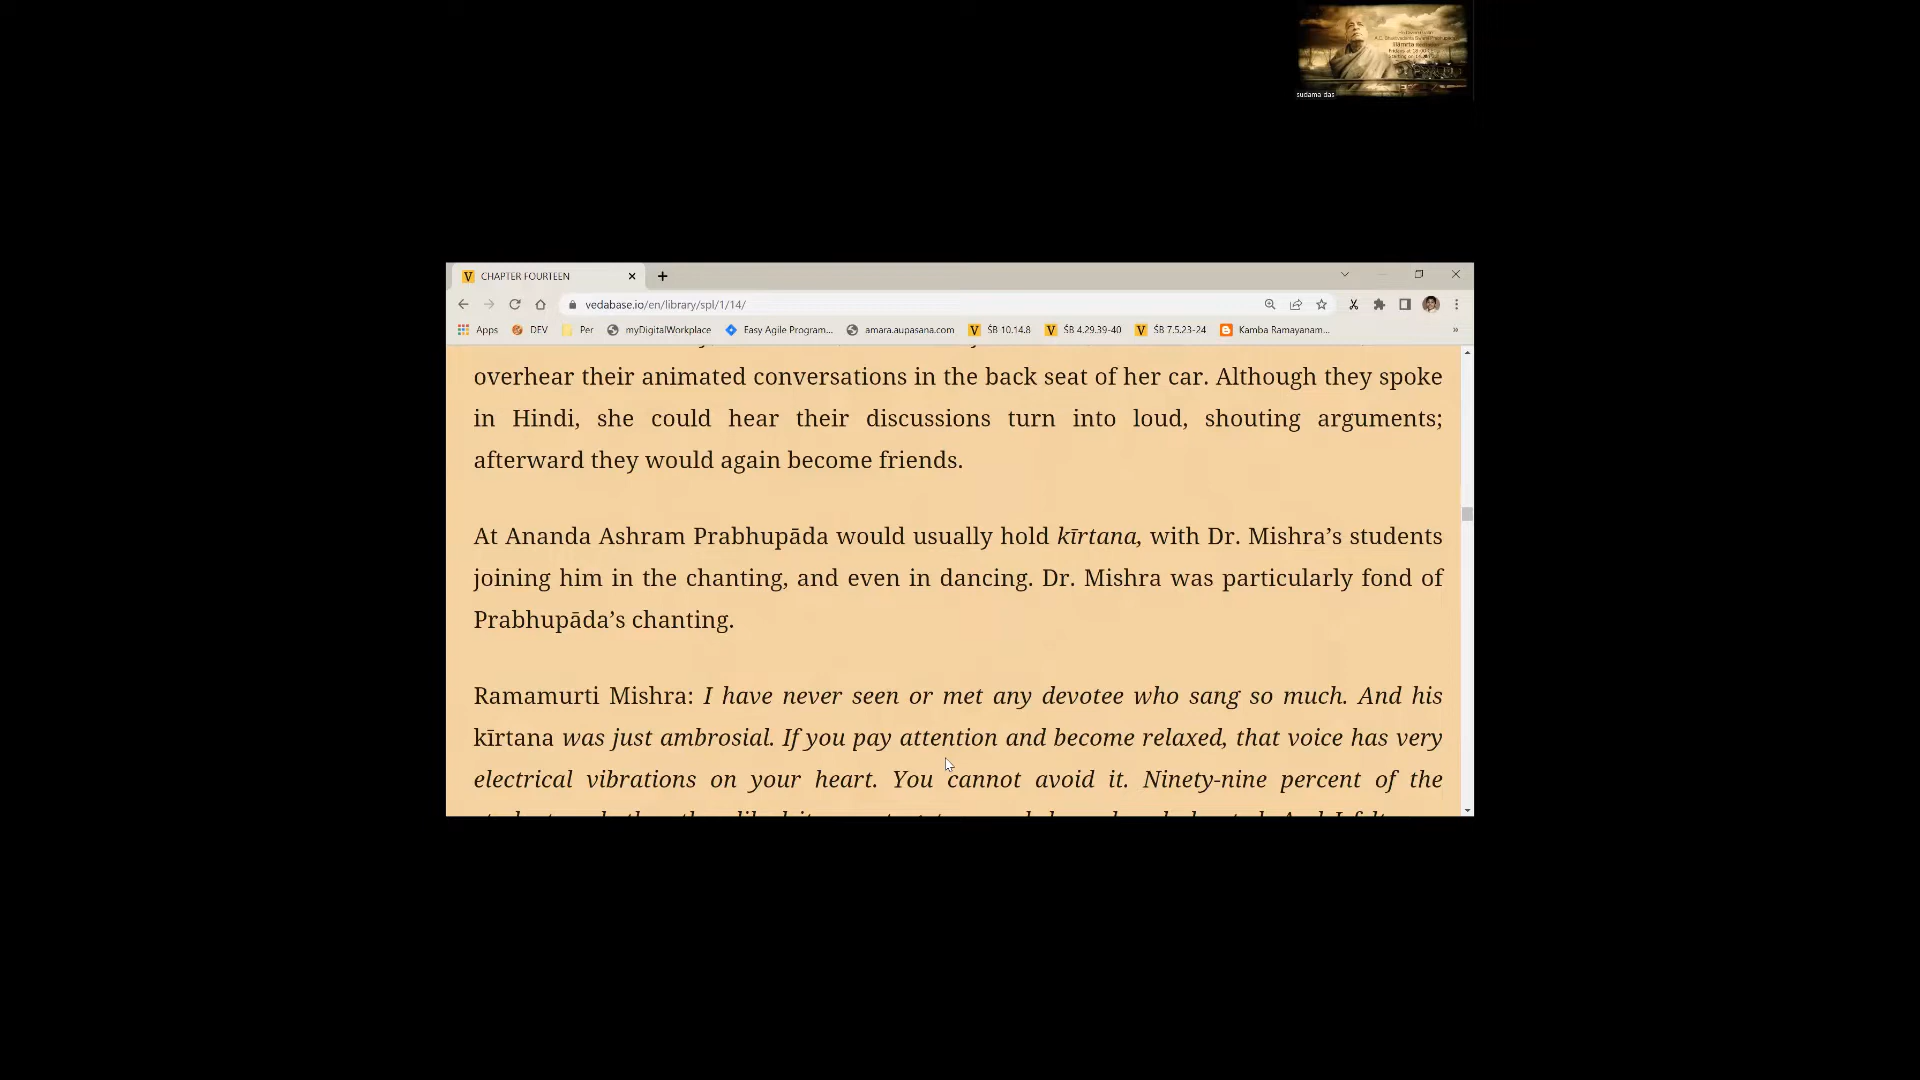 sudama das
CHAPTER FOURTEEN
vedabase.io/en/library/spl/1/14/
Apps DEV Per myDigitalWorkplace Easy Agile Program... amara.aupasana.com ŚB 10.14.8 ŚB 4.29.39-40 ŚB 7.5.23-24 Kamba Ramayanam... »
overhear their animated conversations in the back seat of her car. Although they spoke
in Hindi, she could hear their discussions turn into loud, shouting arguments;
afterward they would again become friends.
At Ananda Ashram Prabhupāda would usually hold kīrtana, with Dr. Mishra’s students
joining him in the chanting, and even in dancing. Dr. Mishra was particularly fond of
Prabhupāda’s chanting.
Ramamurti Mishra: I have never seen or met any devotee who sang so much. And his
kīrtana was just ambrosial. If you pay attention and become relaxed, that voice has very
electrical vibrations on your heart. You cannot avoid it. Ninety-nine percent of the